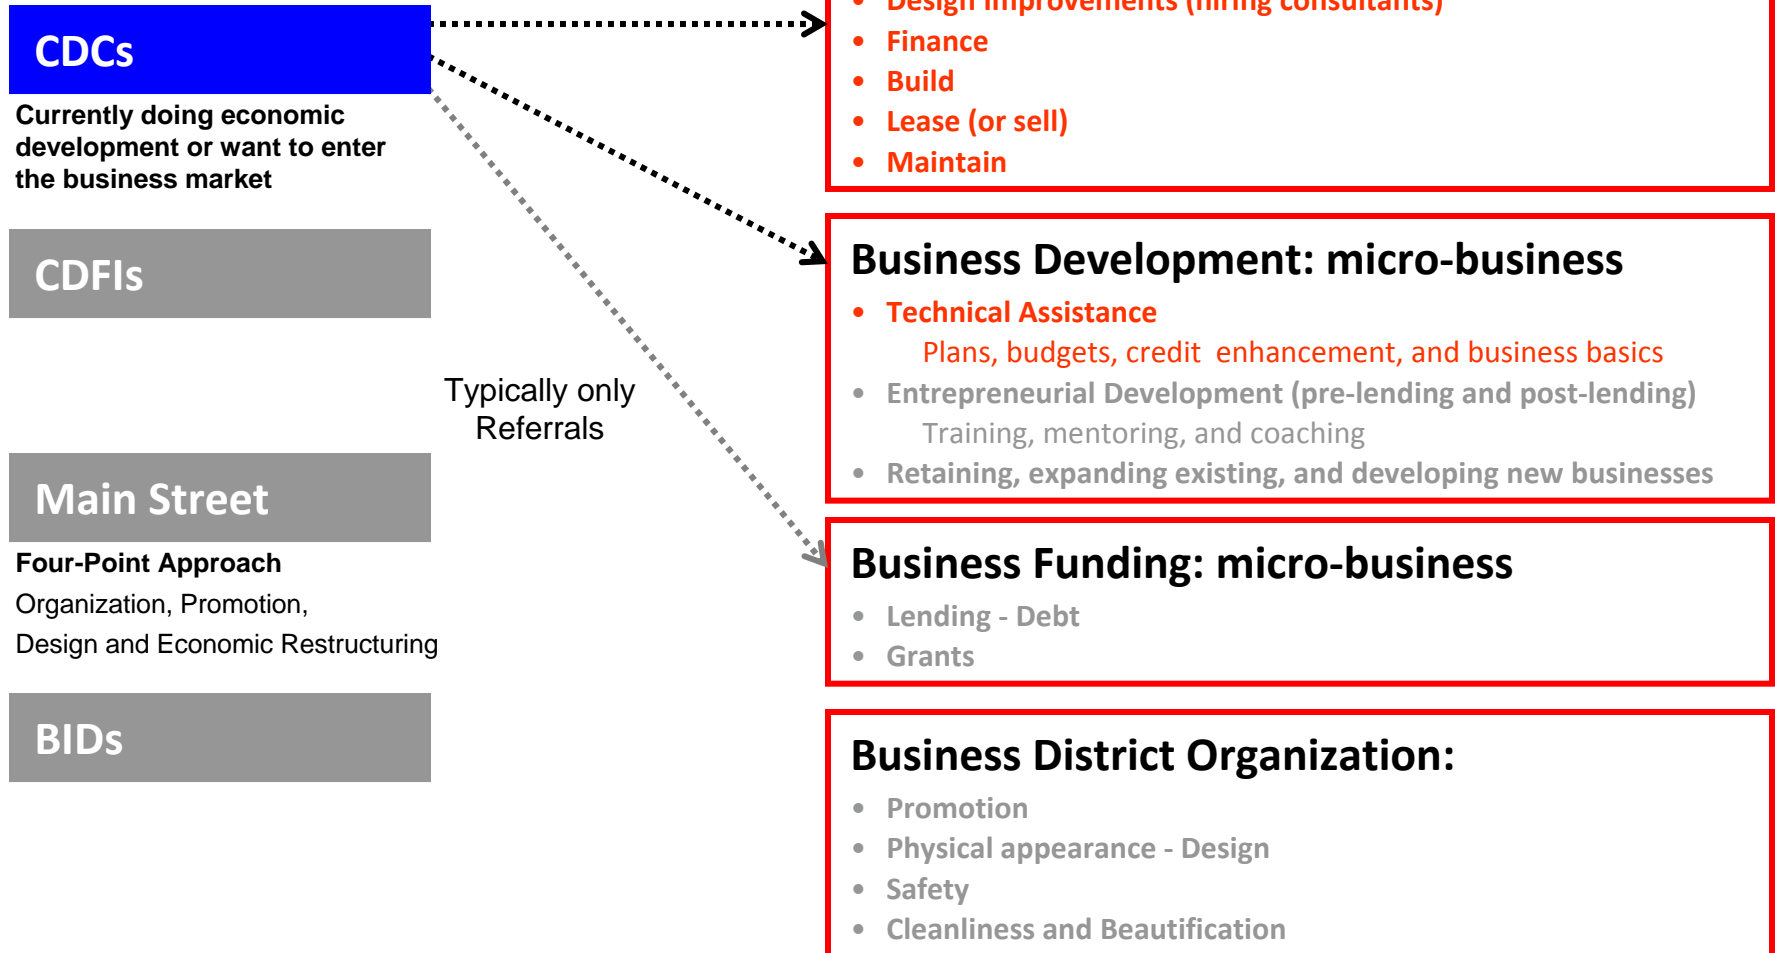 CDCs
Currently doing economic
development or want to enter
the business market
CDFIs
Typically only
Referrals
Main Street
Four-Point Approach
Organization, Promotion,
Design and Economic Restructuring
BIDs
• Design Improvements (hiring consultants)
• Finance
• Build
• Lease (or sell)
• Maintain
Business Development: micro-business
• Technical Assistance
Plans, budgets, credit enhancement, and business basics
• Entrepreneurial Development (pre-lending and post-lending)
Training, mentoring, and coaching
• Retaining, expanding existing, and developing new businesses
Business Funding: micro-business
• Lending - Debt
• Grants
Business District Organization:
• Promotion
• Physical appearance - Design
• Safety
• Cleanliness and Beautification